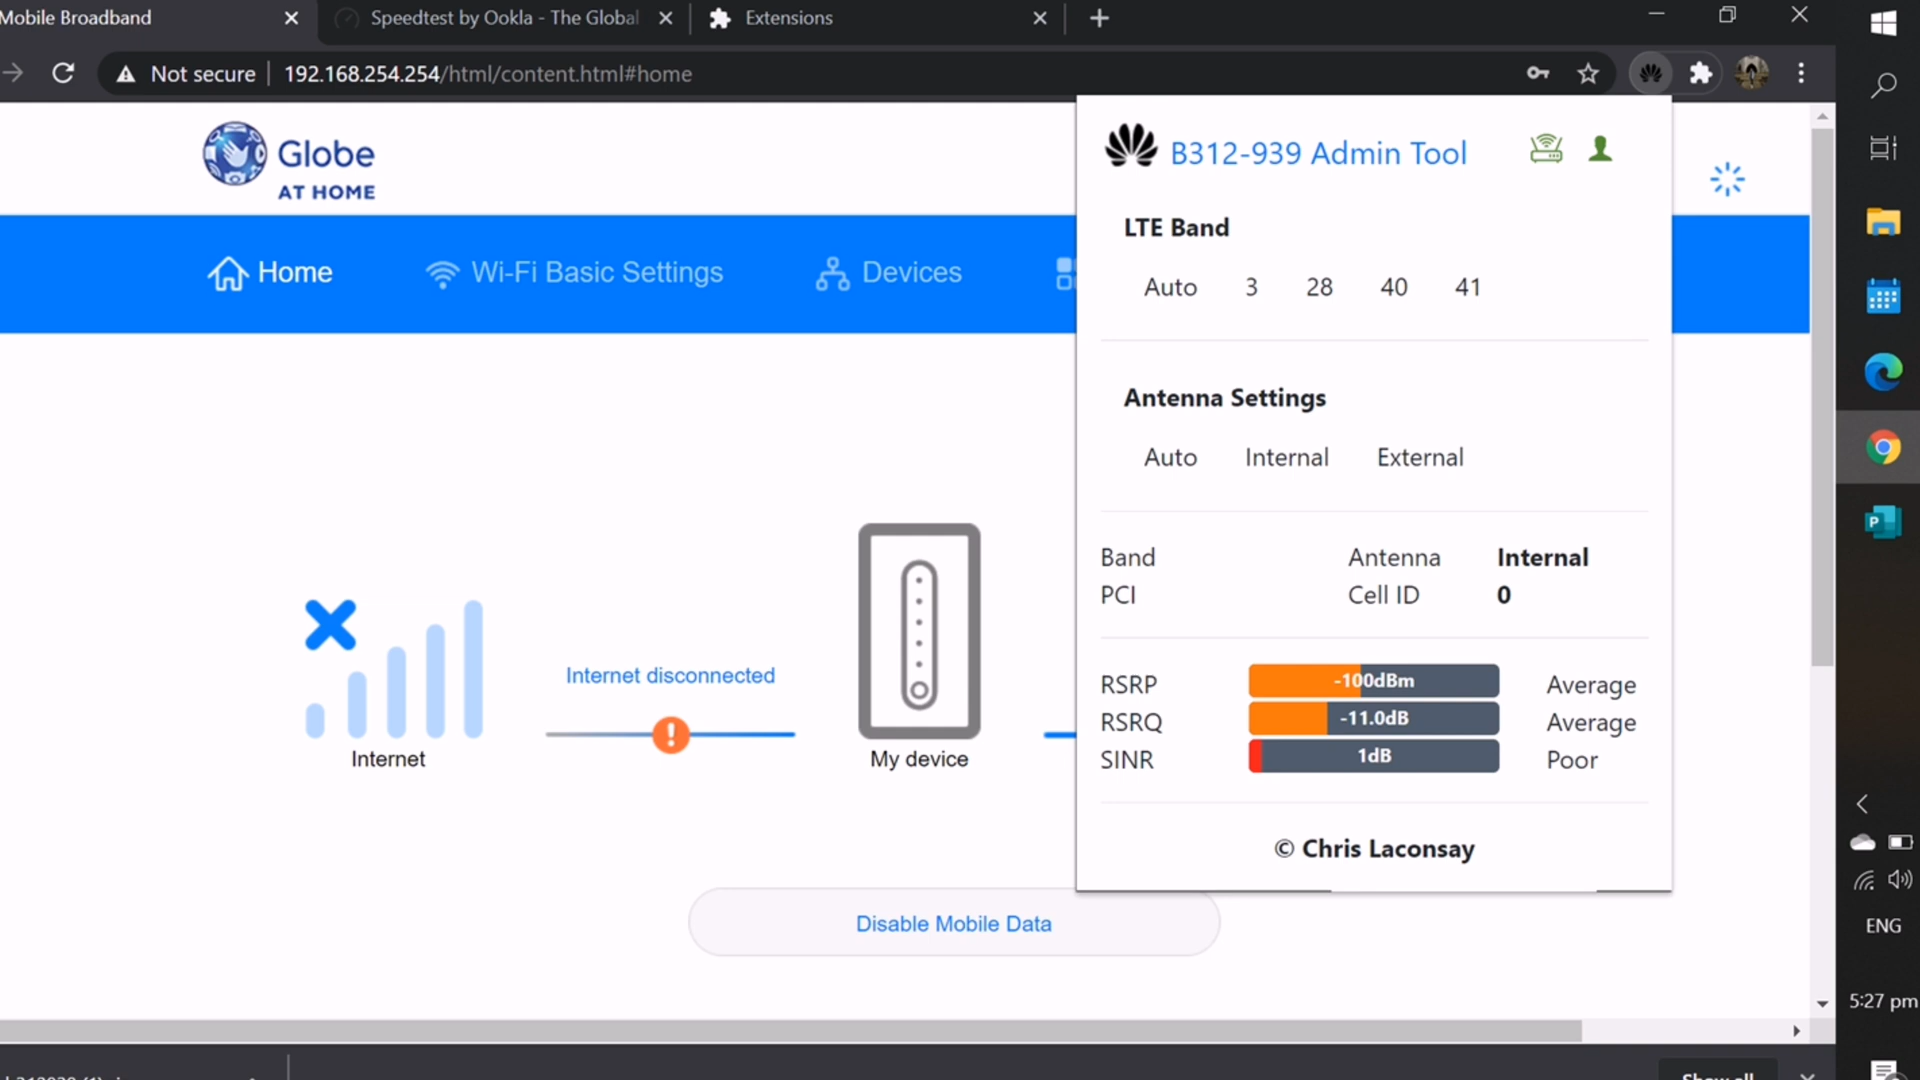 Mobile Broadband
Speedtest by Ookla - The Global
Extensions
Not secure
192.168.254.254/html/content.html#home
Globe
AT HOME
Home
Wi-Fi Basic Settings
Devices
B312-939 Admin Tool
LTE Band
Auto 3 28 40 41
Antenna Settings
Auto Internal External
Band Antenna Internal
PCI Cell ID 0
RSRP -100dBm Average
RSRQ -11.0dB Average
SINR 1dB Poor
© Chris Laconsay
Internet disconnected
Internet
My device
Disable Mobile Data
ENG
5:27 pm
Show all